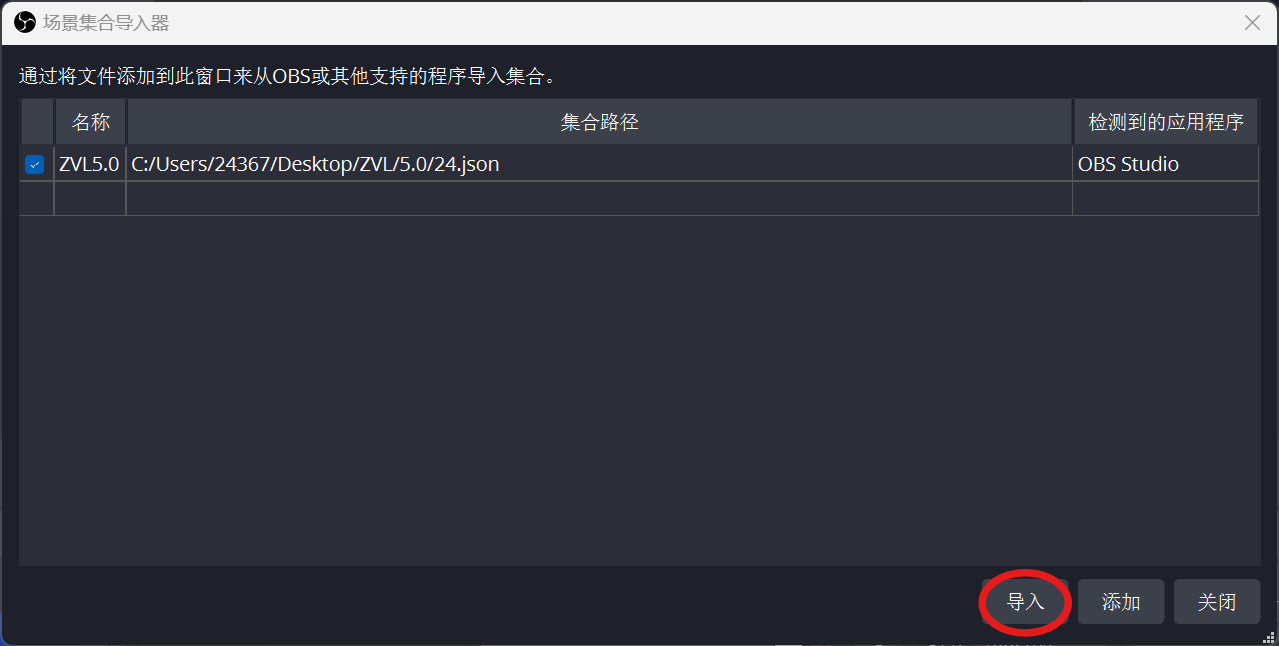 场景集合导入器
通过将文件添加到此窗口来从OBS或其他支持的程序导入集合。
名称 集合路径 检测到的应用程序
ZVL5.0 C:/Users/24367/Desktop/ZVL/5.0/24.json OBS Studio
导入 添加 关闭